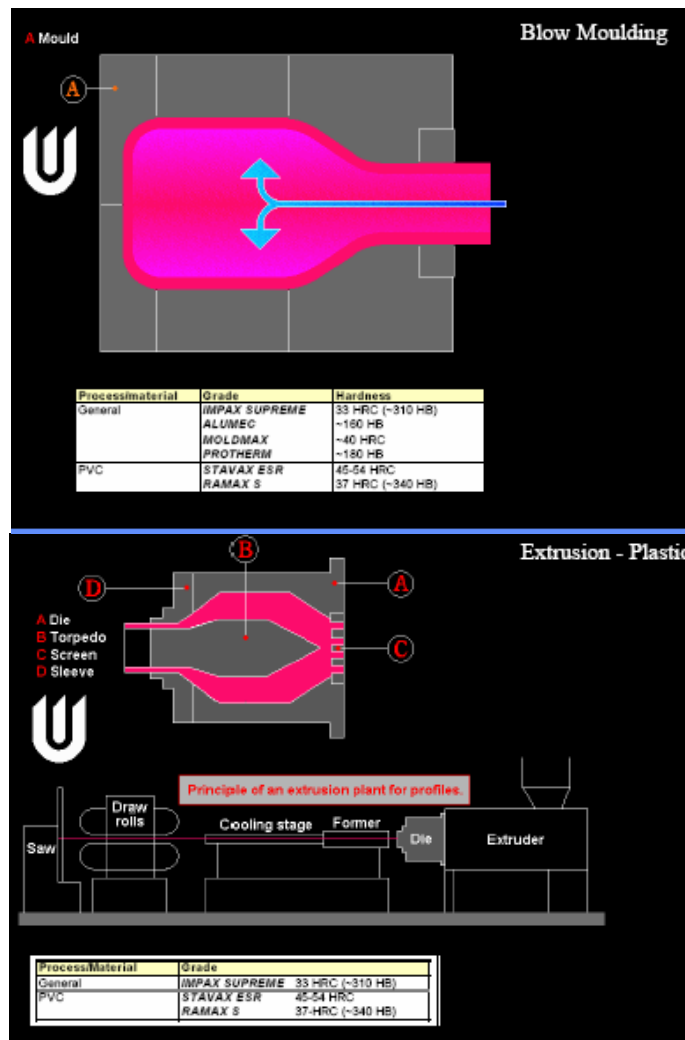 Blow Moulding
A Mould
A
Process/material Grade Hardness
General IMPAX SUPREME 33 HRC (~310 HB)
ALUMEC ~160 HB
MOLDMAX ~40 HRC
PROTHERM ~180 HB
PVC STAVAX ESR 45-54 HRC
RAMAX S 37 HRC (~340 HB)
Extrusion - Plastic
B
D
A
A Die
B Torpedo
C Screen
D Sleeve
C
Principle of an extrusion plant for profiles.
Draw
rolls
Cooling stage
Former
Saw
Die
Extruder
Process/Material Grade
General IMPAX SUPREME 33 HRC (~310 HB)
PVC STAVAX ESR 45-54 HRC
RAMAX S 37-HRC (~340 HB)